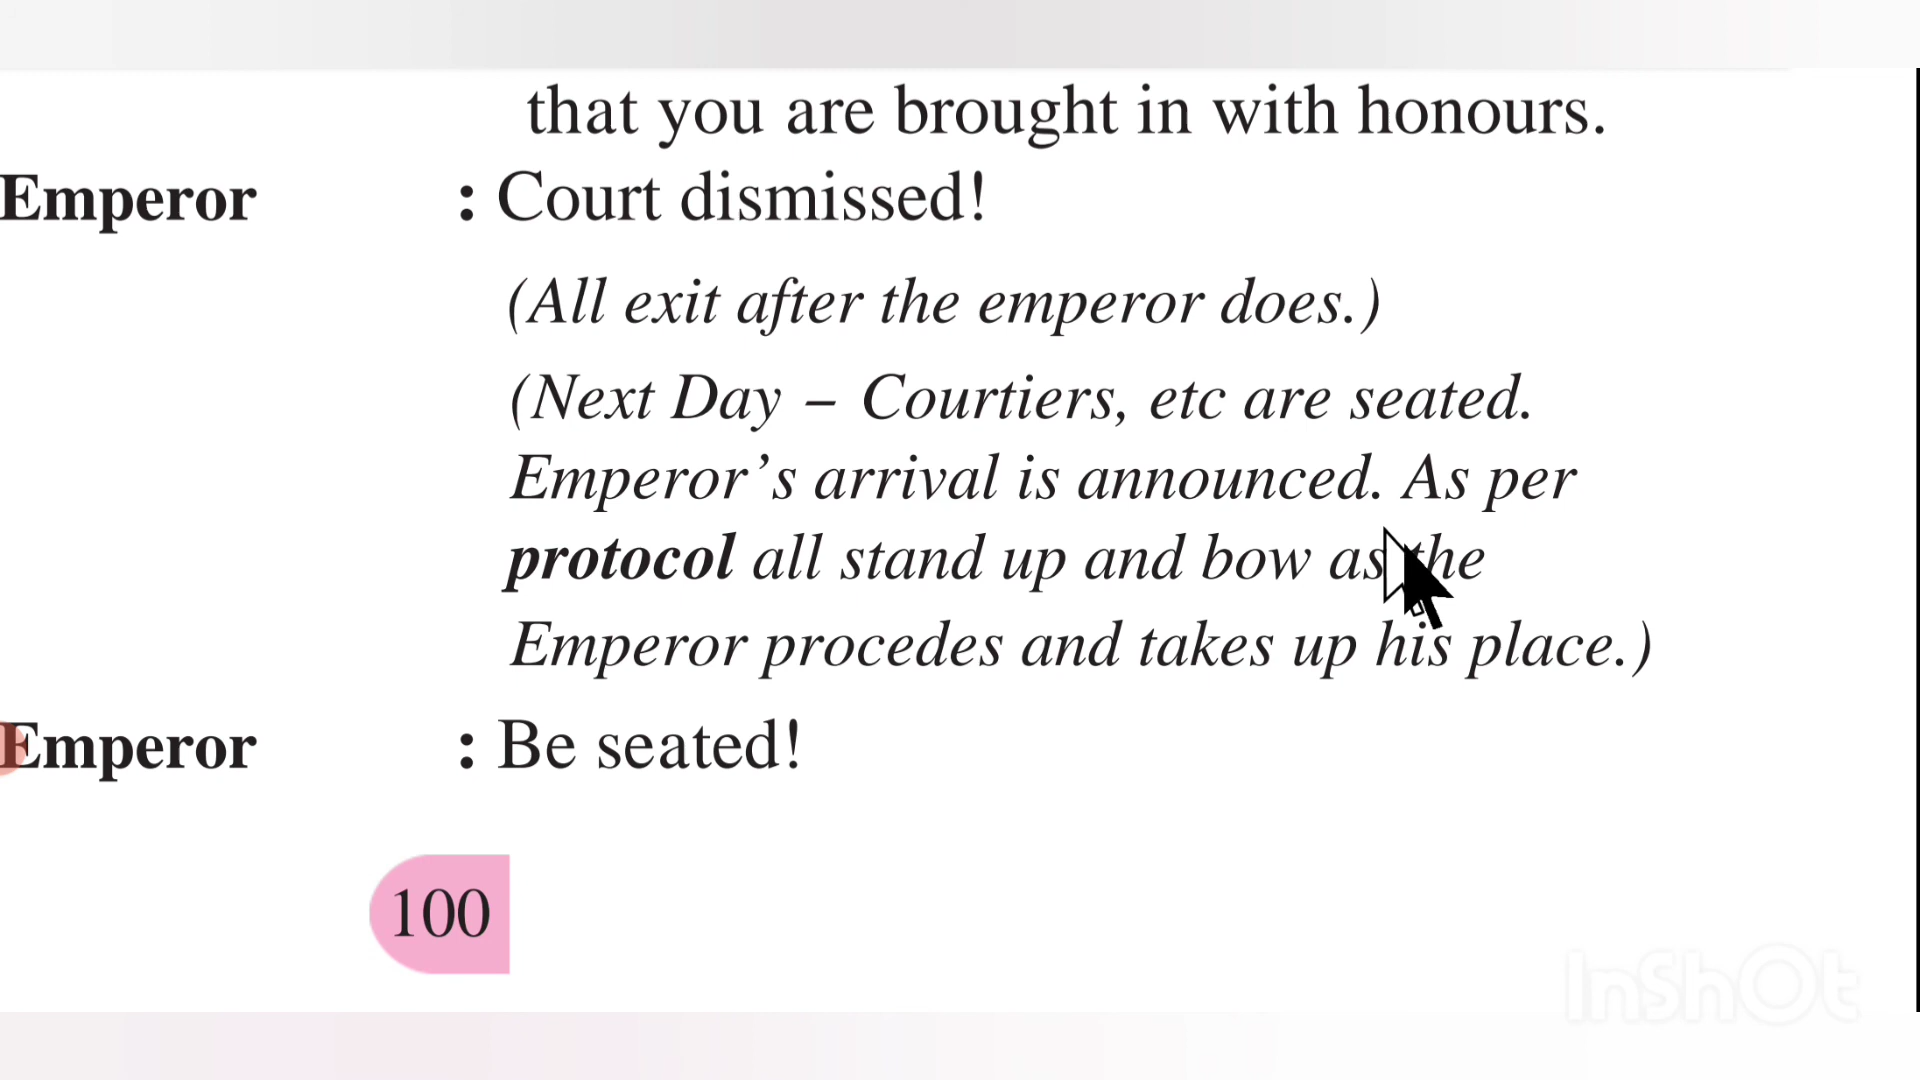 that you are brought in with honours.
Emperor : Court dismissed!
(All exit after the emperor does.)
(Next Day – Courtiers, etc are seated.
Emperor’s arrival is announced. As per
protocol all stand up and bow as the
Emperor procedes and takes up his place.)
Emperor : Be seated!
100
InShOt